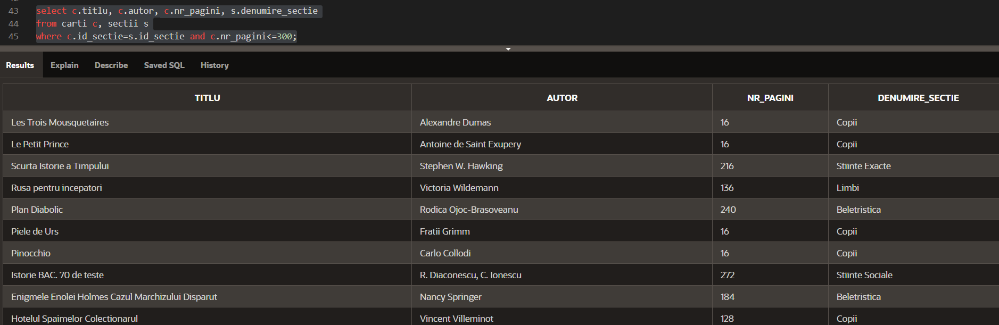 43 select c.titlu, c.autor, c.nr_pagini, s.denumire_sectie
44 from carti c, sectii s
45 where c.id_sectie=s.id_sectie and c.nr_pagini<=300;
Results Explain Describe Saved SQL History
TITLU AUTOR NR_PAGINI DENUMIRE_SECTIE
Les Trois Mousquetaires Alexandre Dumas 16 Copii
Le Petit Prince Antoine de Saint Exupery 16 Copii
Scurta Istorie a Timpului Stephen W. Hawking 216 Stiinte Exacte
Rusa pentru incepatori Victoria Wildemann 136 Limbi
Plan Diabolic Rodica Ojoc-Brasoveanu 240 Beletristica
Piele de Urs Fratii Grimm 16 Copii
Pinocchio Carlo Collodi 16 Copii
Istorie BAC. 70 de teste R. Diaconescu, C. Ionescu 272 Stiinte Sociale
Enigmele Enolei Holmes Cazul Marchizului Disparut Nancy Springer 184 Beletristica
Hotelul Spaimelor Colectionarul Vincent Villeminot 128 Copii